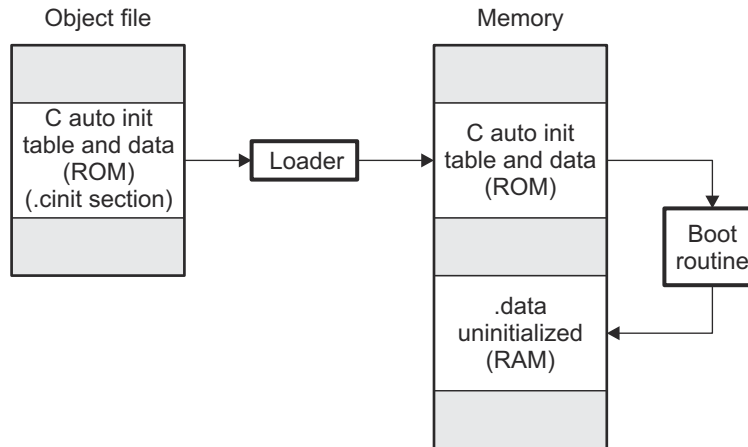 Object file
Memory
C auto init
table and data
(ROM)
(.cinit section)
Loader
C auto init
table and data
(ROM)
Boot
routine
.data
uninitialized
(RAM)